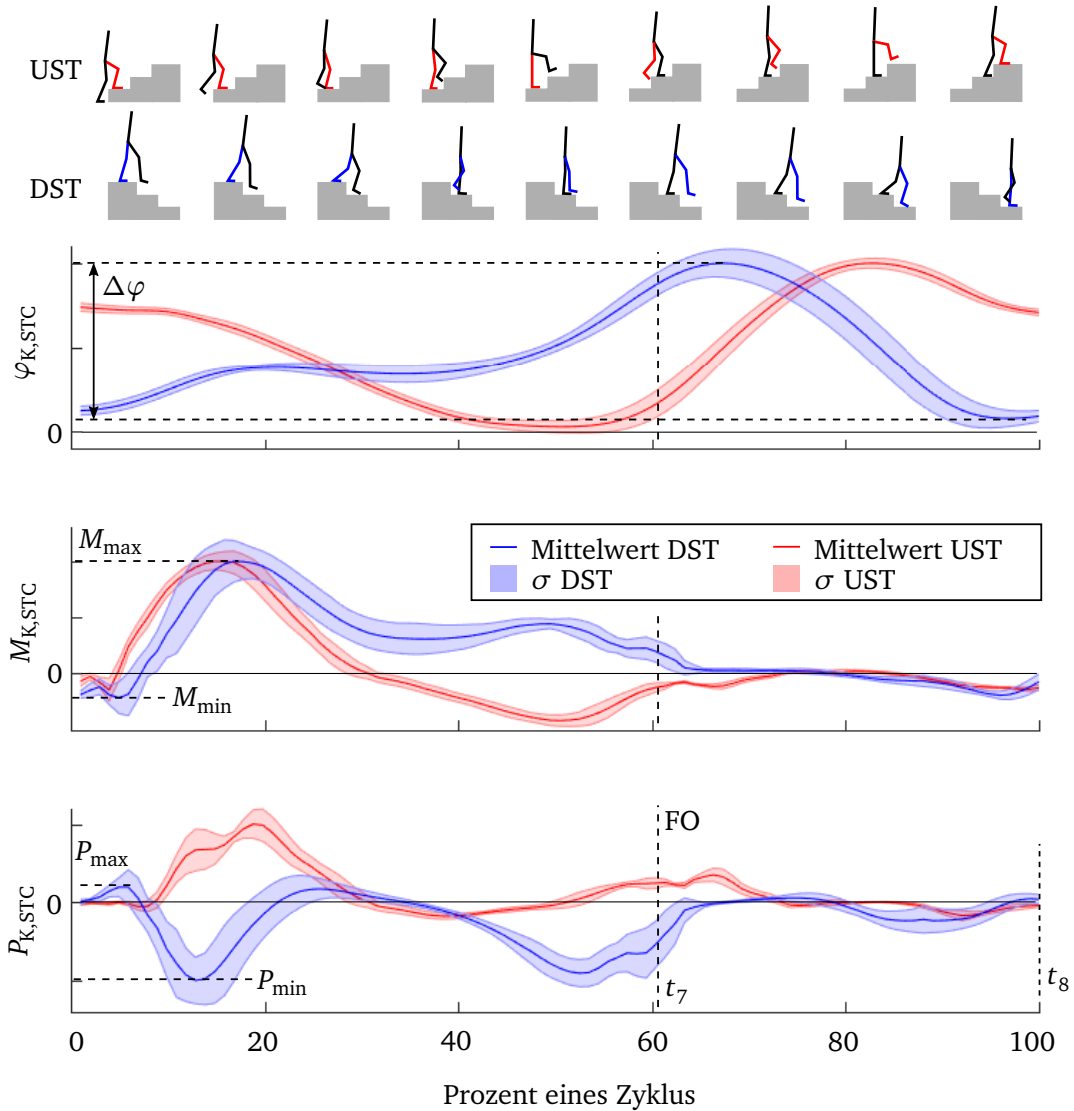 UST
DST
Δφ
φK,STC
0
Mmax
Mittelwert DST
Mittelwert UST
σ DST
σ UST
MK,STC
0
Mmin
FO
Pmax
PK,STC
0
Pmin
t7
t8
0 20 40 60 80 100
Prozent eines Zyklus